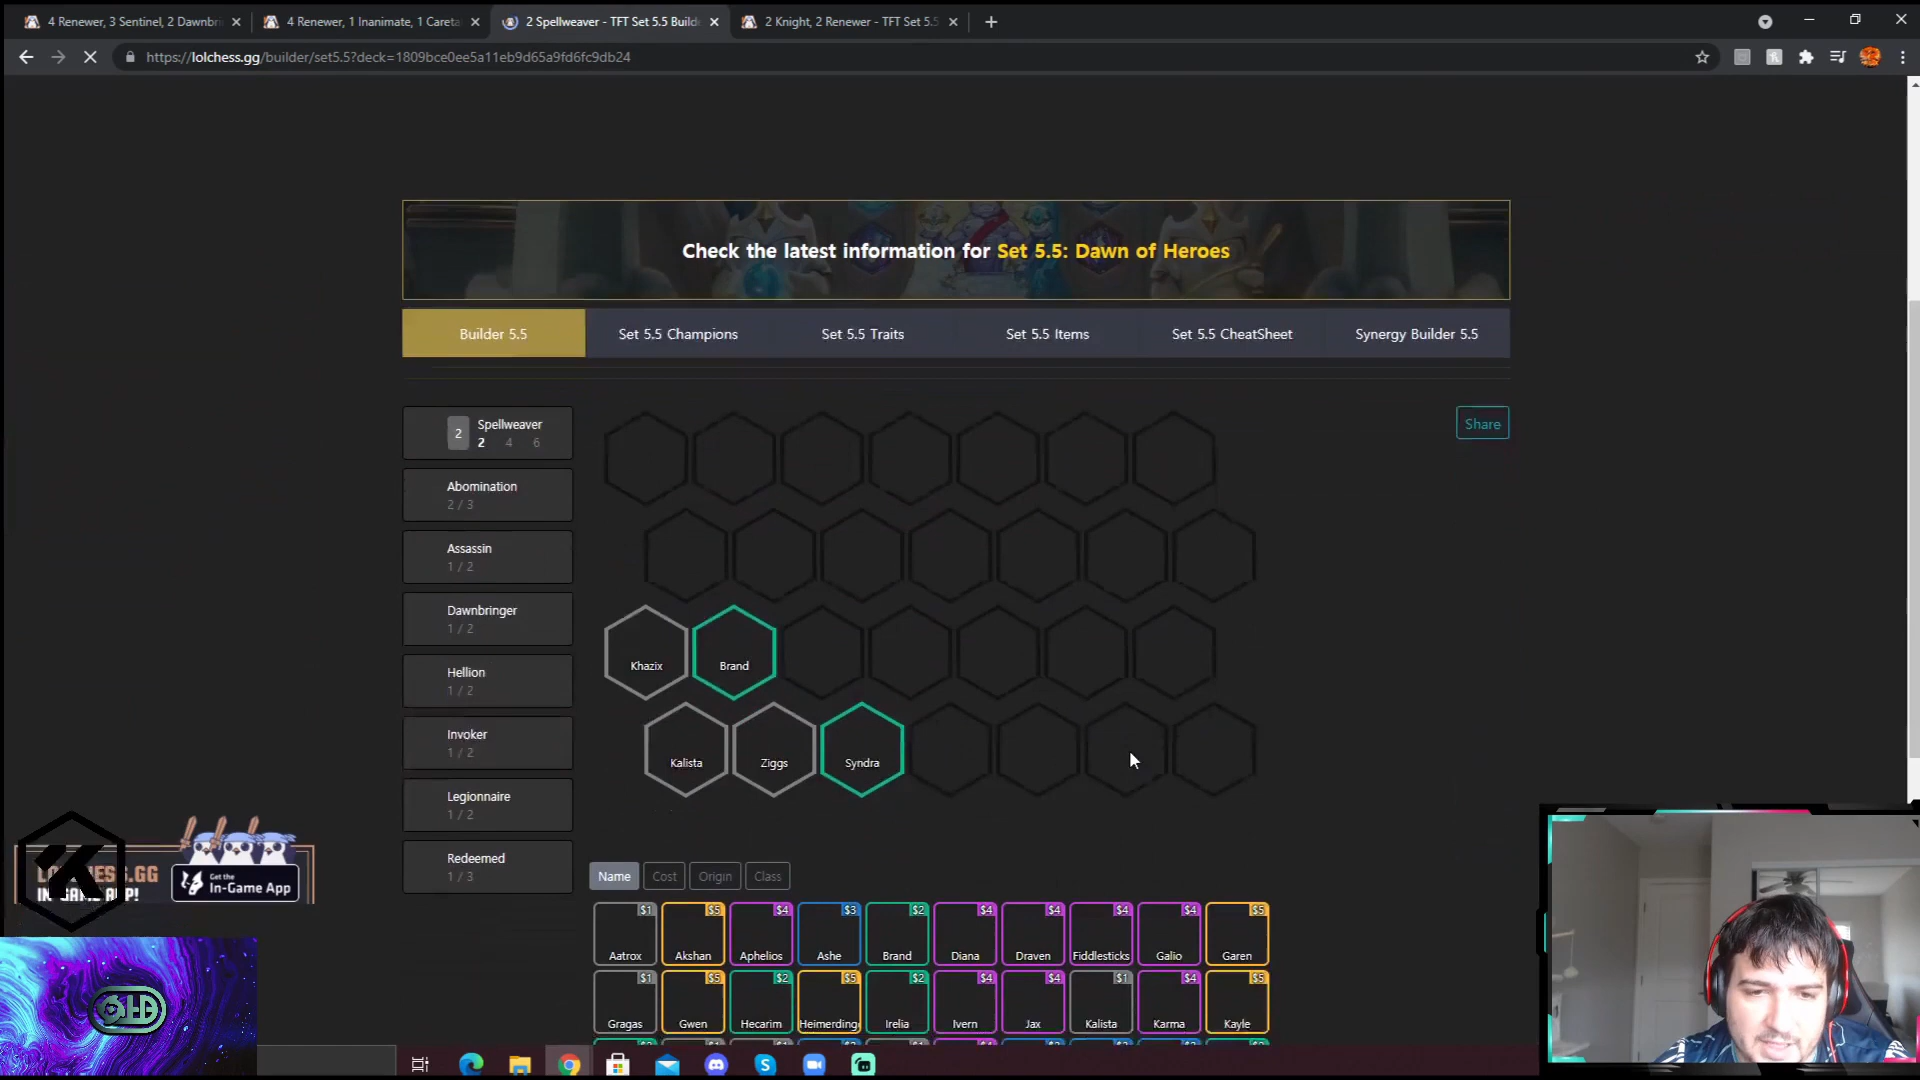 4 Renewer, 3 Sentinel, 2 Dawnbri
4 Renewer, 1 Inanimate, 1 Careta
2 Spellweaver - TFT Set 5.5 Builde
2 Knight, 2 Renewer - TFT Set 5.5
https://lolchess.gg/builder/set5.5?deck=1809bce0ee5a11eb9d65a9fd6fc9db24
Check the latest information for Set 5.5: Dawn of Heroes
Builder 5.5
Set 5.5 Champions
Set 5.5 Traits
Set 5.5 Items
Set 5.5 CheatSheet
Synergy Builder 5.5
2
Spellweaver
2 4 6
Abomination
2 / 3
Assassin
1 / 2
Dawnbringer
1 / 2
Hellion
1 / 2
Invoker
1 / 2
Legionnaire
1 / 2
Redeemed
1 / 3
Share
Khazix
Brand
Kalista
Ziggs
Syndra
Name
Cost
Origin
Class
$1 $5 $4 $3 $2 $4 $4 $4 $4 $5
Aatrox Akshan Aphelios Ashe Brand Diana Draven Fiddlesticks Galio Garen
$1 $5 $2 $5 $2 $4 $4 $1 $4 $5
Gragas Gwen Hecarim Heimerding Irelia Ivern Jax Kalista Karma Kayle
Get the
In-Game App
IN-GAME APP!